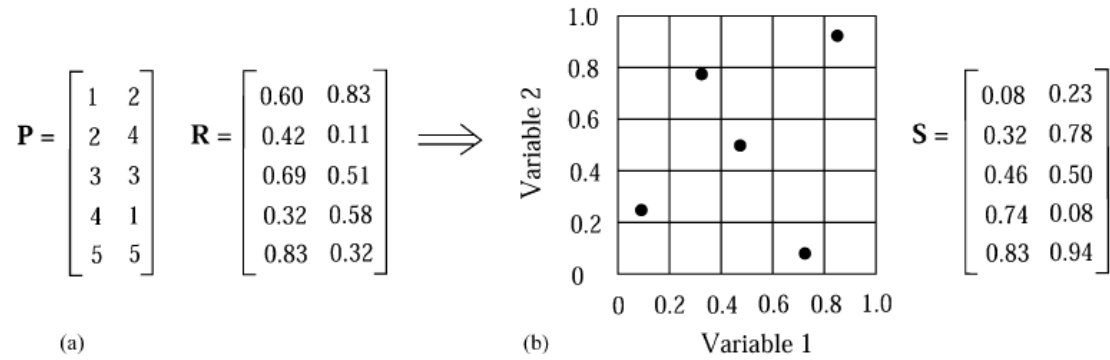 P = [ 1 2
2 4
3 3
4 1
5 5 ]
R = [ 0.60 0.83
0.42 0.11
0.69 0.51
0.32 0.58
0.83 0.32 ]
⇒
(a)
Variable 2
1.0
0.8
0.6
0.4
0.2
0
0 0.2 0.4 0.6 0.8 1.0
Variable 1
(b)
S = [ 0.08 0.23
0.32 0.78
0.46 0.50
0.74 0.08
0.83 0.94 ]